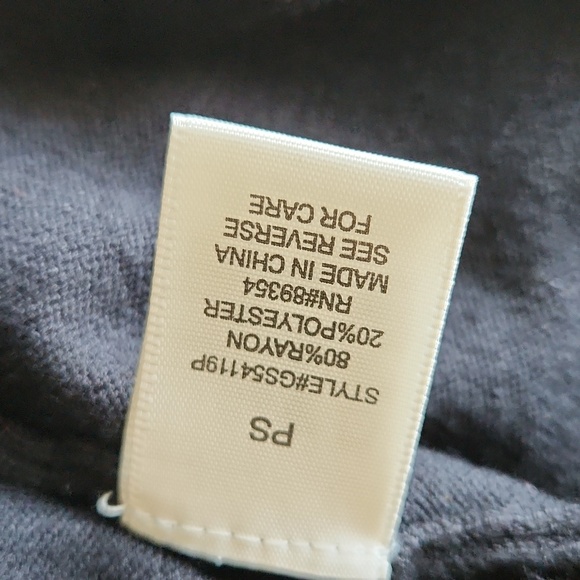 PS
STYLE#GS54119P
80%RAYON
20%POLYESTER
RN#89354
MADE IN CHINA
SEE REVERSE
FOR CARE